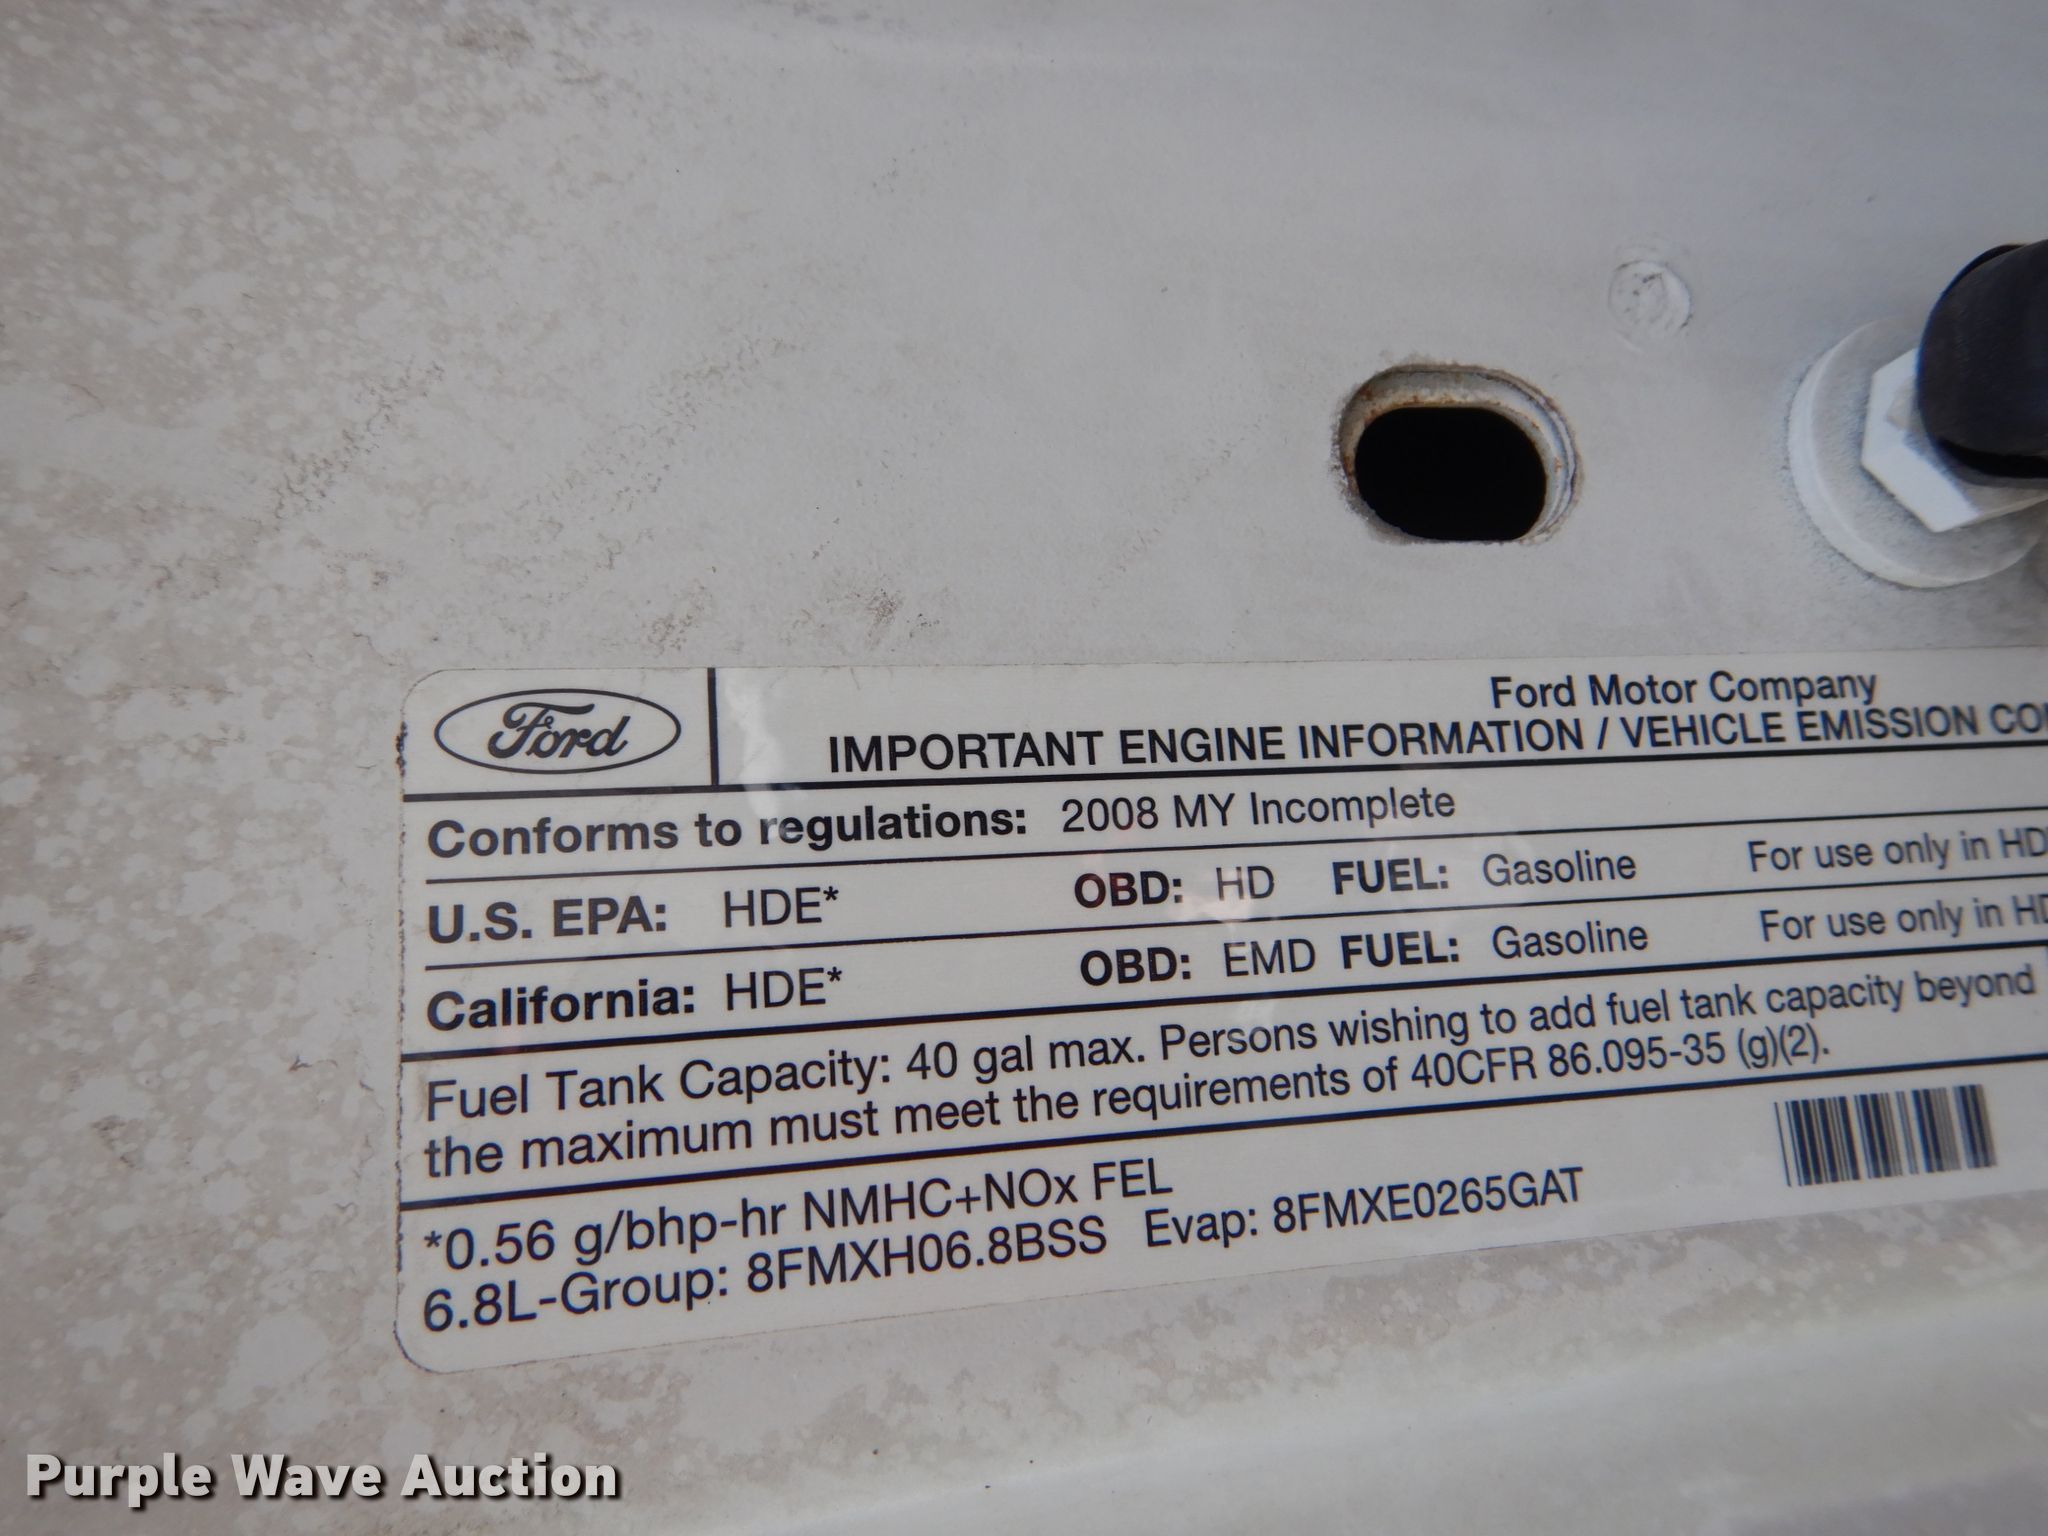 Ford
Ford Motor Company
IMPORTANT ENGINE INFORMATION / VEHICLE EMISSION
Conforms to regulations: 2008 MY Incomplete
U.S. EPA: HDE* OBD: HD FUEL: Gasoline For use only in
California: HDE* OBD: EMD FUEL: Gasoline For use only in
Fuel Tank Capacity: 40 gal max. Persons wishing to add fuel tank capacity beyond
the maximum must meet the requirements of 40CFR 86.095-35 (g)(2).
*0.56 g/bhp-hr NMHC+NOx FEL
6.8L-Group: 8FMXH06.8BSS Evap: 8FMXE0265GAT
Purple Wave Auction